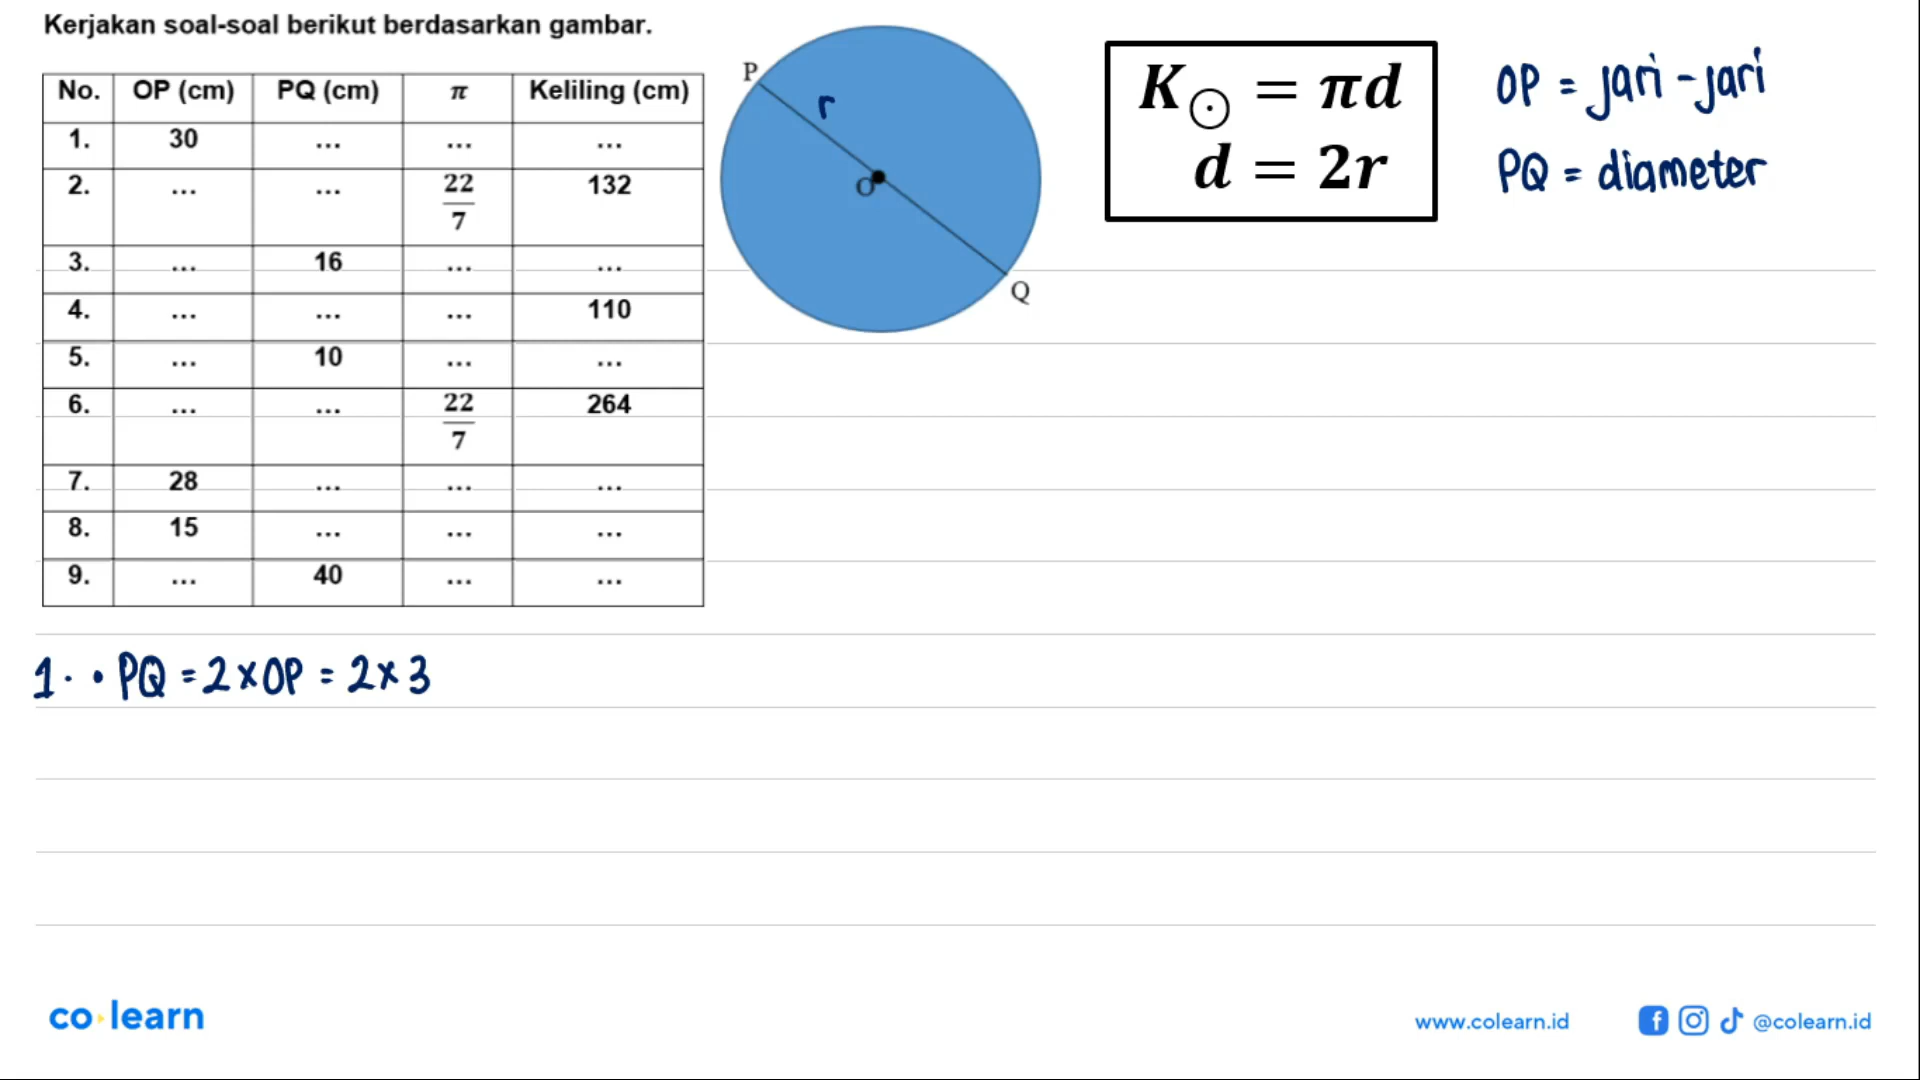 Kerjakan soal-soal berikut berdasarkan gambar.
No. OP (cm) PQ (cm) π Keliling (cm)
1. 30 ... ... ...
2. ... ... 22/7 132
3. ... 16 ... ...
4. ... ... ... 110
5. ... 10 ... ...
6. ... ... 22/7 264
7. 28 ... ... ...
8. 15 ... ... ...
9. ... 40 ... ...
P
r
O
Q
K⊙ = πd
d = 2r
OP = jari-jari
PQ = diameter
1. • PQ = 2 x OP = 2 x 3
co learn
www.colearn.id
@colearn.id